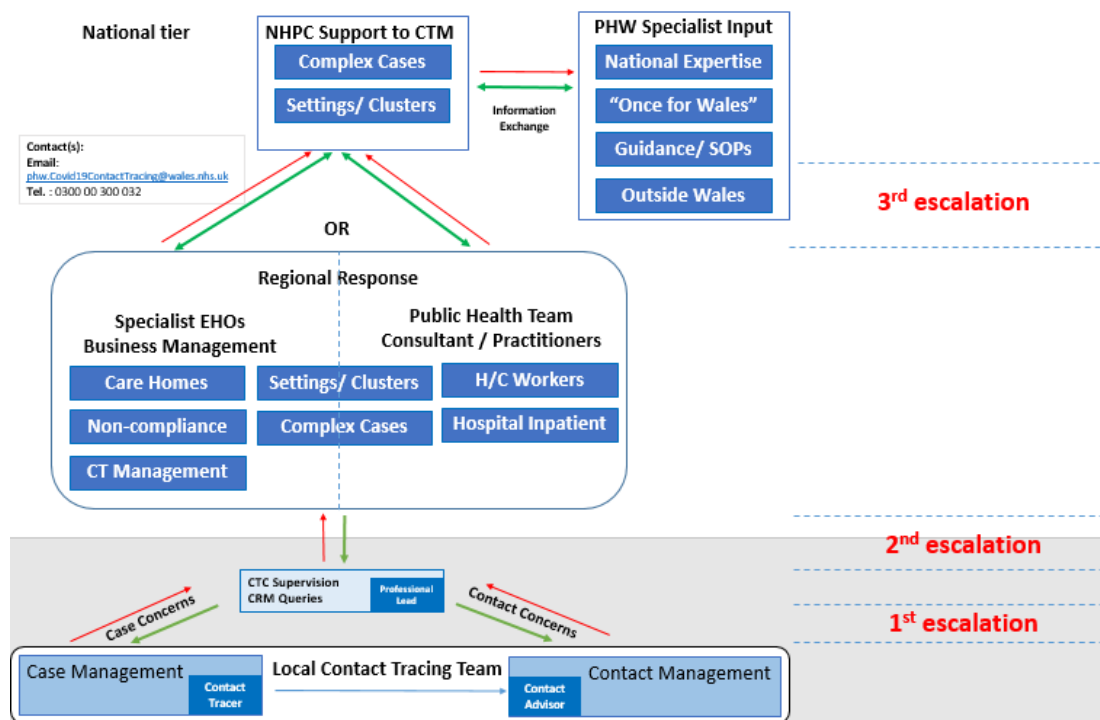 National tier
NHPC Support to CTM
Complex Cases
Settings/ Clusters
Information
Exchange
PHW Specialist Input
National Expertise
“Once for Wales”
Guidance/ SOPs
Outside Wales
Contact(s):
Email:
phw.Covid19ContactTracing@wales.nhs.uk
Tel. : 0300 00 300 032
3rd escalation
OR
Regional Response
Specialist EHOs
Business Management
Public Health Team
Consultant / Practitioners
Care Homes
Settings/ Clusters
H/C Workers
Non-compliance
Complex Cases
Hospital Inpatient
CT Management
2nd escalation
CTC Supervision
CRM Queries
Professional
Lead
Case Concerns
Contact Concerns
1st escalation
Case Management
Contact
Tracer
Local Contact Tracing Team
Contact
Advisor
Contact Management